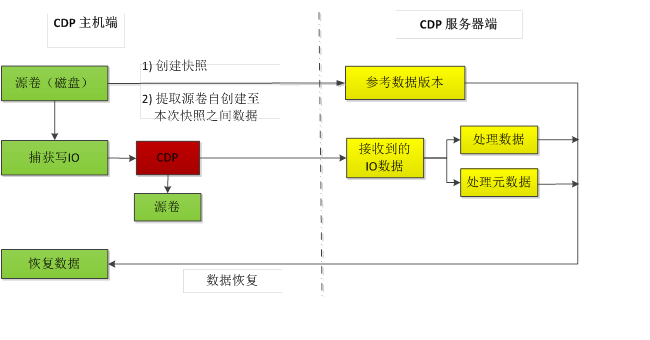 CDP 主机端
CDP 服务器端
源卷（磁盘）
1) 创建快照
2) 提取源卷自创建至
本次快照之间数据
参考数据版本
捕获写IO
CDP
接收到的
IO数据
处理数据
处理元数据
源卷
恢复数据
数据恢复